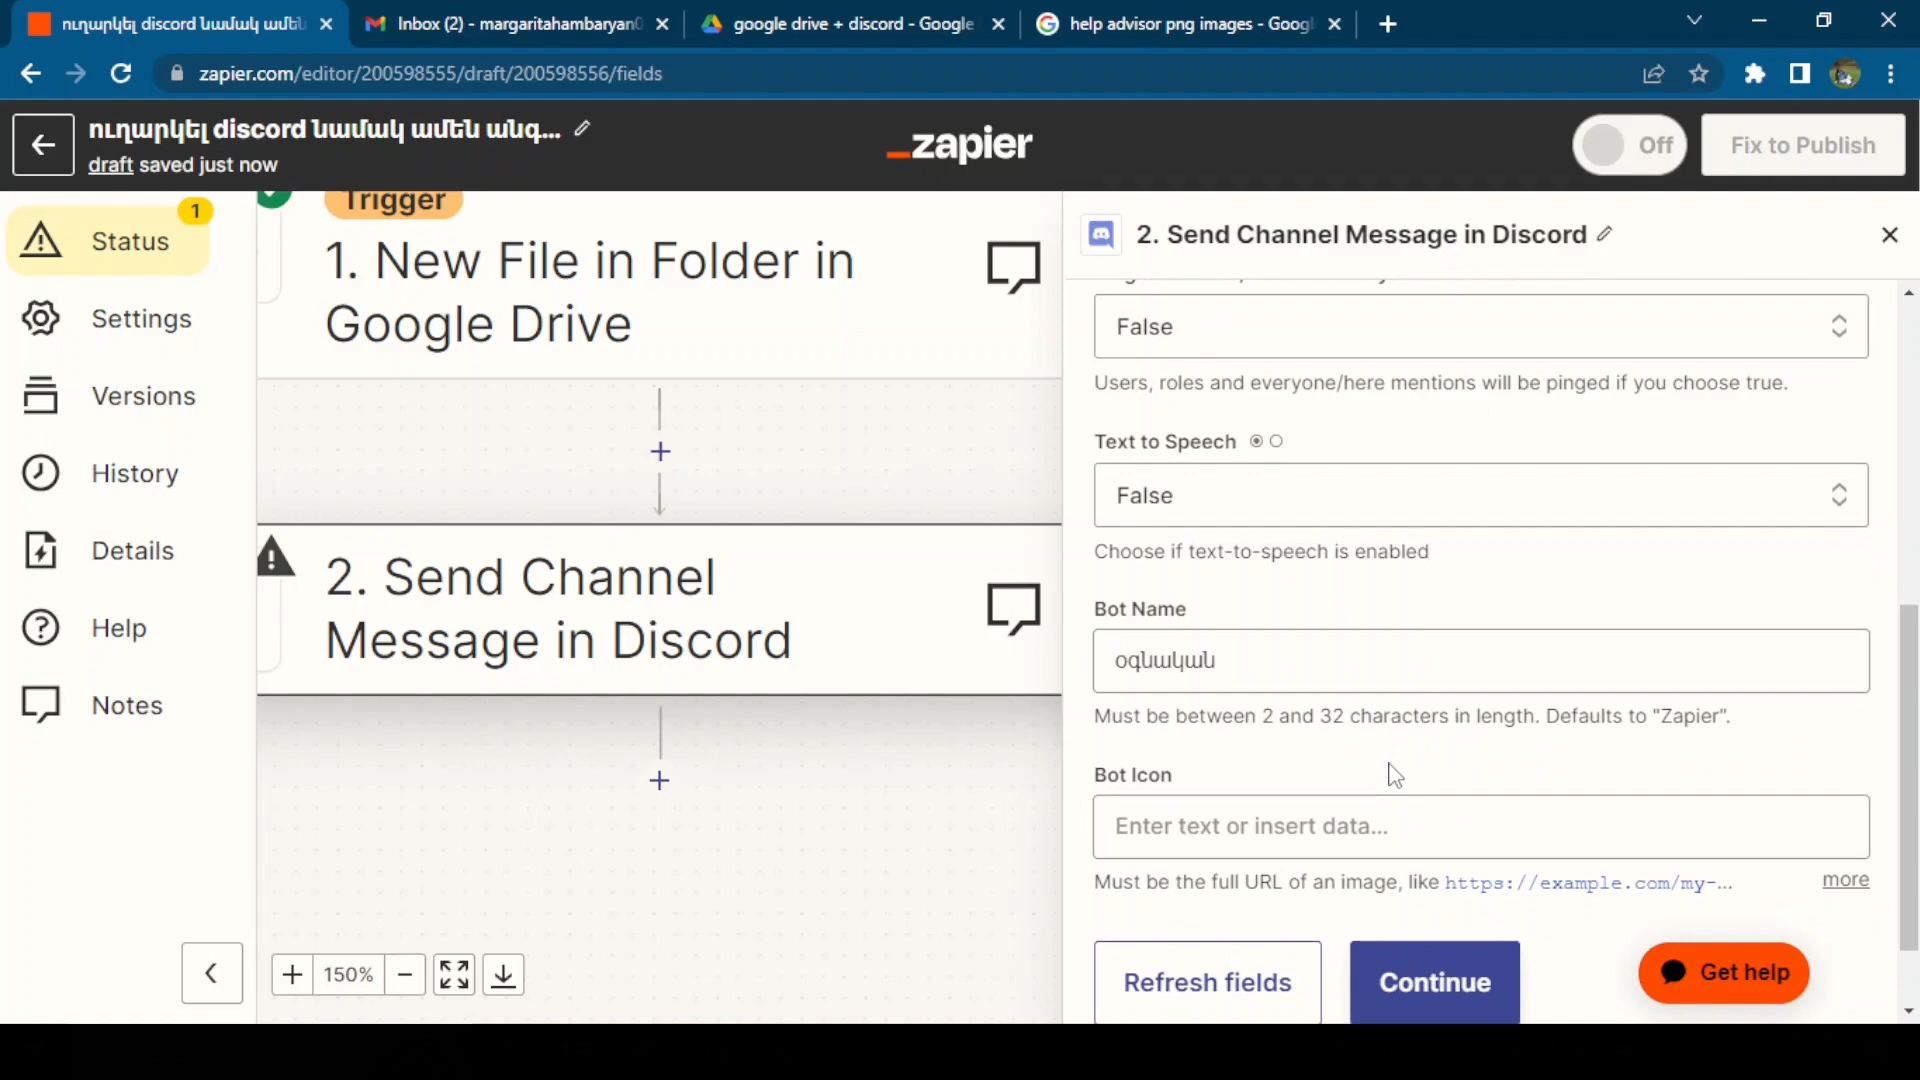 ուղարկել discord նամակ ամեն
Inbox (2) - margaritahambaryan
google drive + discord - Google
help advisor png images - Googl
zapier.com/editor/200598555/draft/200598556/fields
ուղարկել discord նամակ ամեն անգ...
draft saved just now
_zapier
Off
Fix to Publish
Status
1
Settings
Versions
History
Details
Help
Notes
Trigger
1. New File in Folder in
Google Drive
2. Send Channel
Message in Discord
150%
2. Send Channel Message in Discord
False
Users, roles and everyone/here mentions will be pinged if you choose true.
Text to Speech
False
Choose if text-to-speech is enabled
Bot Name
օգնական
Must be between 2 and 32 characters in length. Defaults to "Zapier".
Bot Icon
Enter text or insert data...
Must be the full URL of an image, like https://example.com/my-...
more
Refresh fields
Continue
Get help